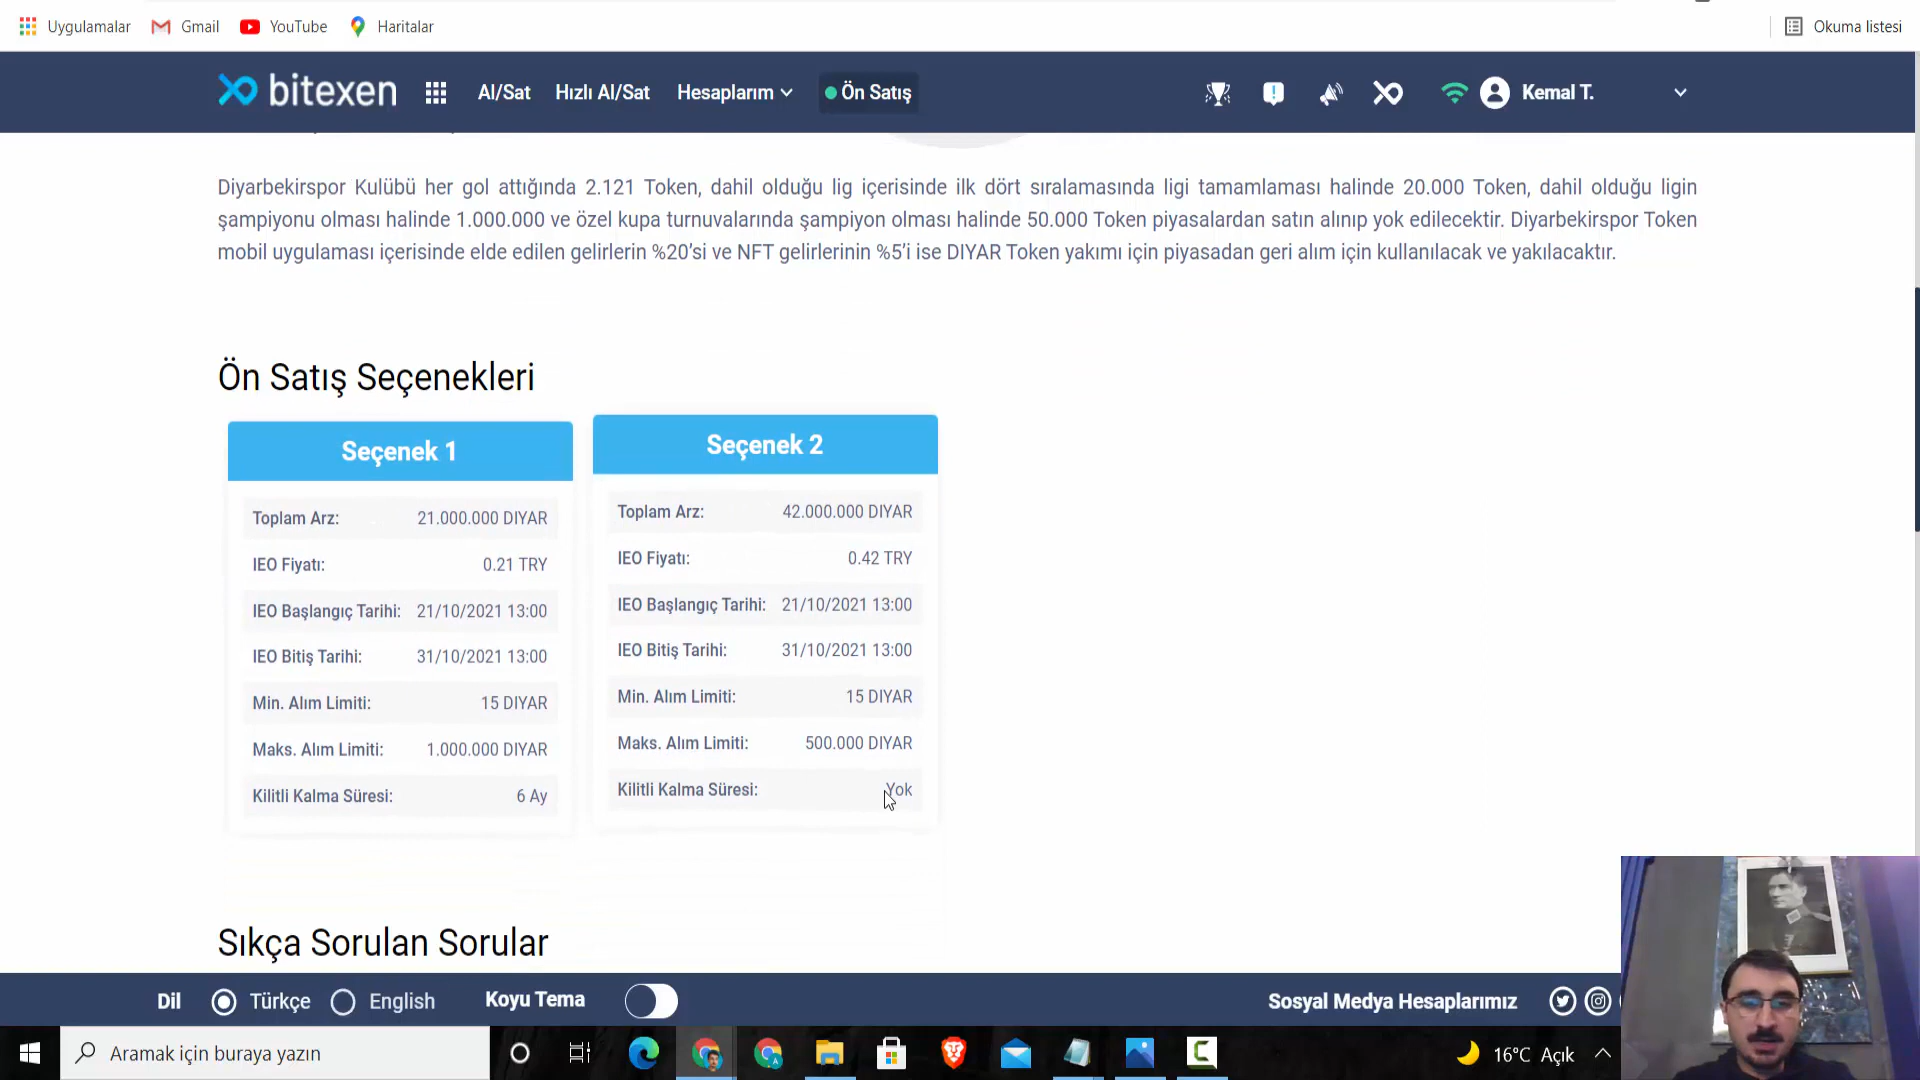 Uygulamalar Gmail YouTube Haritalar Okuma listesi
bitexen Al/Sat Hızlı Al/Sat Hesaplarım Ön Satış Kemal T.
Diyarbekirspor Kulübü her gol attığında 2.121 Token, dahil olduğu lig içerisinde ilk dört sıralamasında ligi tamamlaması halinde 20.000 Token, dahil olduğu ligin
şampiyonu olması halinde 1.000.000 ve özel kupa turnuvalarında şampiyon olması halinde 50.000 Token piyasalardan satın alınıp yok edilecektir. Diyarbekirspor Token
mobil uygulaması içerisinde elde edilen gelirlerin %20’si ve NFT gelirlerinin %5’i ise DIYAR Token yakımı için piyasadan geri alım için kullanılacak ve yakılacaktır.
Ön Satış Seçenekleri
Seçenek 1
Toplam Arz: 21.000.000 DIYAR
IEO Fiyatı: 0.21 TRY
IEO Başlangıç Tarihi: 21/10/2021 13:00
IEO Bitiş Tarihi: 31/10/2021 13:00
Min. Alım Limiti: 15 DIYAR
Maks. Alım Limiti: 1.000.000 DIYAR
Kilitli Kalma Süresi: 6 Ay
Seçenek 2
Toplam Arz: 42.000.000 DIYAR
IEO Fiyatı: 0.42 TRY
IEO Başlangıç Tarihi: 21/10/2021 13:00
IEO Bitiş Tarihi: 31/10/2021 13:00
Min. Alım Limiti: 15 DIYAR
Maks. Alım Limiti: 500.000 DIYAR
Kilitli Kalma Süresi: Yok
Sıkça Sorulan Sorular
Dil Türkçe English Koyu Tema Sosyal Medya Hesaplarımız
Aramak için buraya yazın 16°C Açık